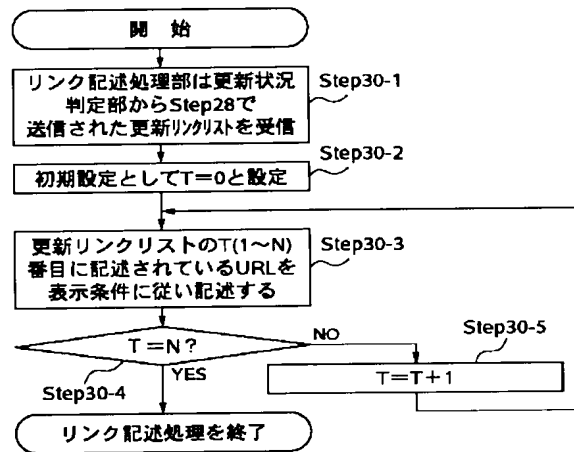 開 始
リンク記述処理部は更新状況
判定部からStep28で
送信された更新リンクリストを受信
Step30-1
初期設定としてT=0と設定
Step30-2
更新リンクリストのT(1~N)
番目に記述されているURLを
表示条件に従い記述する
Step30-3
T=N?
NO
YES
Step30-4
Step30-5
T=T+1
リンク記述処理を終了